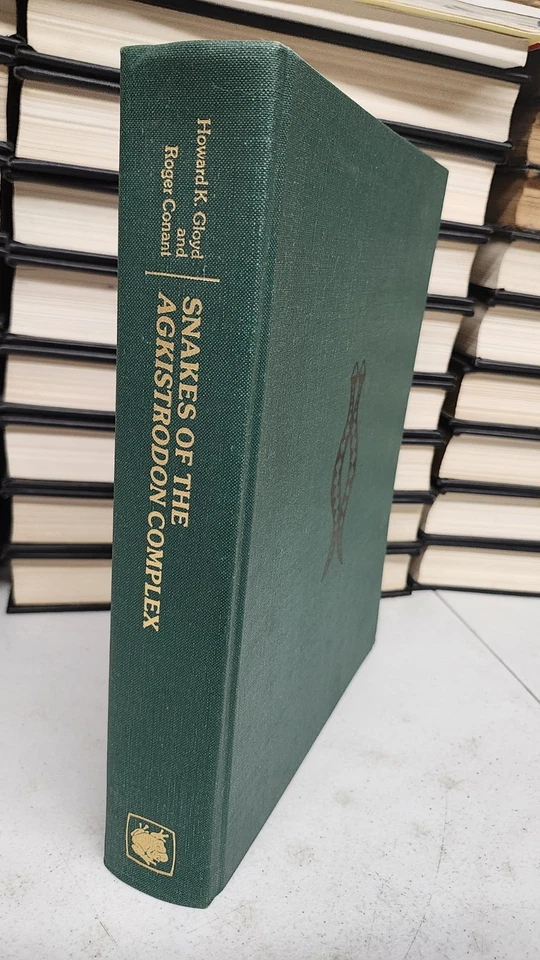 Howard K. Gloyd
and
Roger Conant
SNAKES OF THE
AGKISTRODON COMPLEX